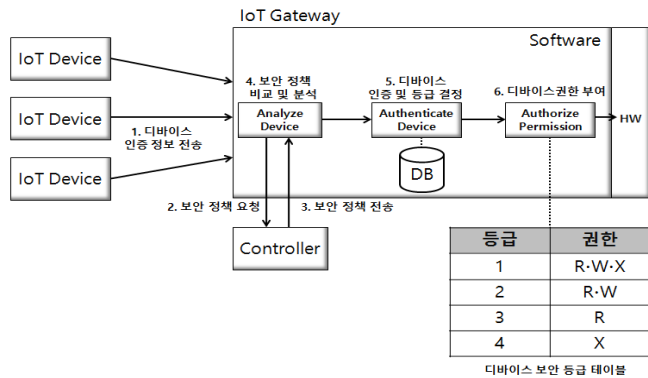 IoT Gateway
IoT Device
IoT Device
IoT Device
1. 디바이스
인증 정보 전송
Software
4. 보안 정책
비교 및 분석
Analyze
Device
5. 디바이스
인증 및 등급 결정
Authenticate
Device
DB
6. 디바이스권한 부여
Authorize
Permission
HW
2. 보안 정책 요청
3. 보안 정책 전송
Controller
등급 권한
1 R·W·X
2 R·W
3 R
4 X
디바이스 보안 등급 테이블